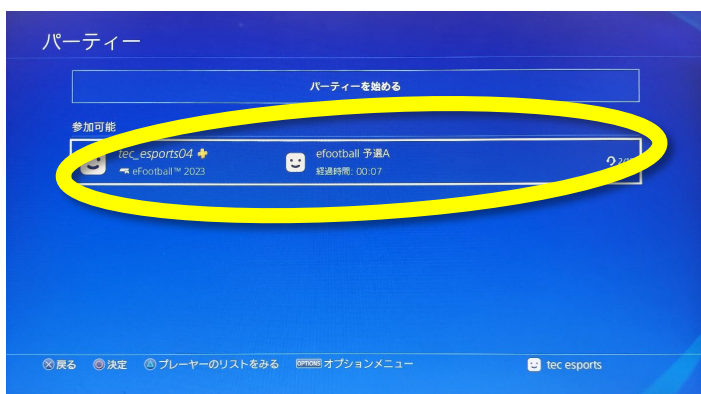 パーティー
パーティーを始める
参加可能
tec_esports04
efootball 予選A
eFootball™ 2023
経過時間: 00:07
戻る 決定 プレーヤーのリストをみる OPTIONS オプションメニュー tec esports